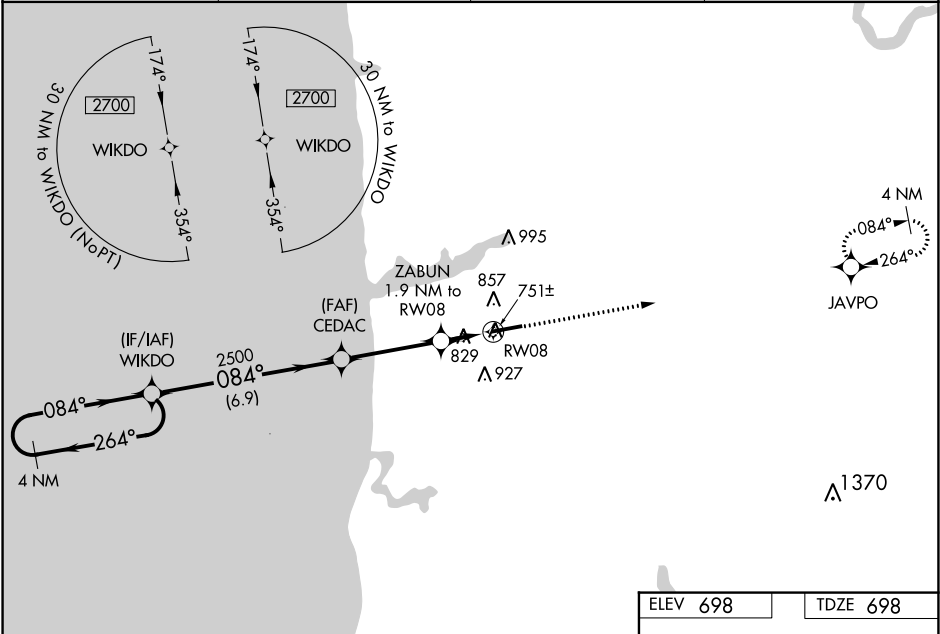 174°
2700
WIKDO
354°
30 NM to WIKDO (NoPT)
174°
2700
WIKDO
354°
30 NM to WIKDO
4 NM
084°
264°
JAVPO
995
ZABUN
1.9 NM to
RW08
857
751±
(FAF)
CEDAC
829
RW08
927
(IF/IAF)
WIKDO
2500
084°
(6.9)
084°
264°
4 NM
1370
ELEV 698
TDZE 698